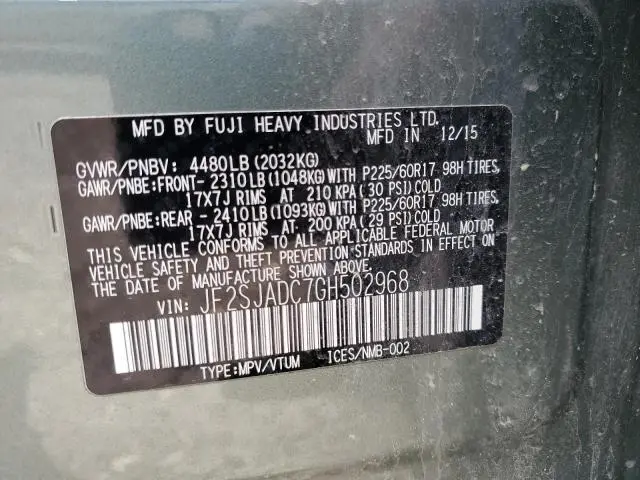 MFD BY FUJI HEAVY INDUSTRIES LTD.
MFD IN 12/15
GVWR/PNBV: 4480LB(2032KG)
GAWR/PNBE:FRONT-2310LB(1048KG)WITH P225/60R17 98H TIRES,
17X7J RIMS AT 210 KPA(30 PSI)COLD
GAWR/PNBE:REAR -2410LB(1093KG)WITH P225/60R17 98H TIRES,
17X7J RIMS AT 200 KPA(29 PSI)COLD
THIS VEHICLE CONFORMS TO ALL APPLICABLE FEDERAL MOTOR
VEHICLE SAFETY AND THEFT PREVENTION STANDARDS IN EFFECT ON
THE DATE OF MANUFACTURE SHOWN ABOVE.
VIN: JF2SJADC7GH502968
TYPE:MPV/VTUM ICES/NMB-002